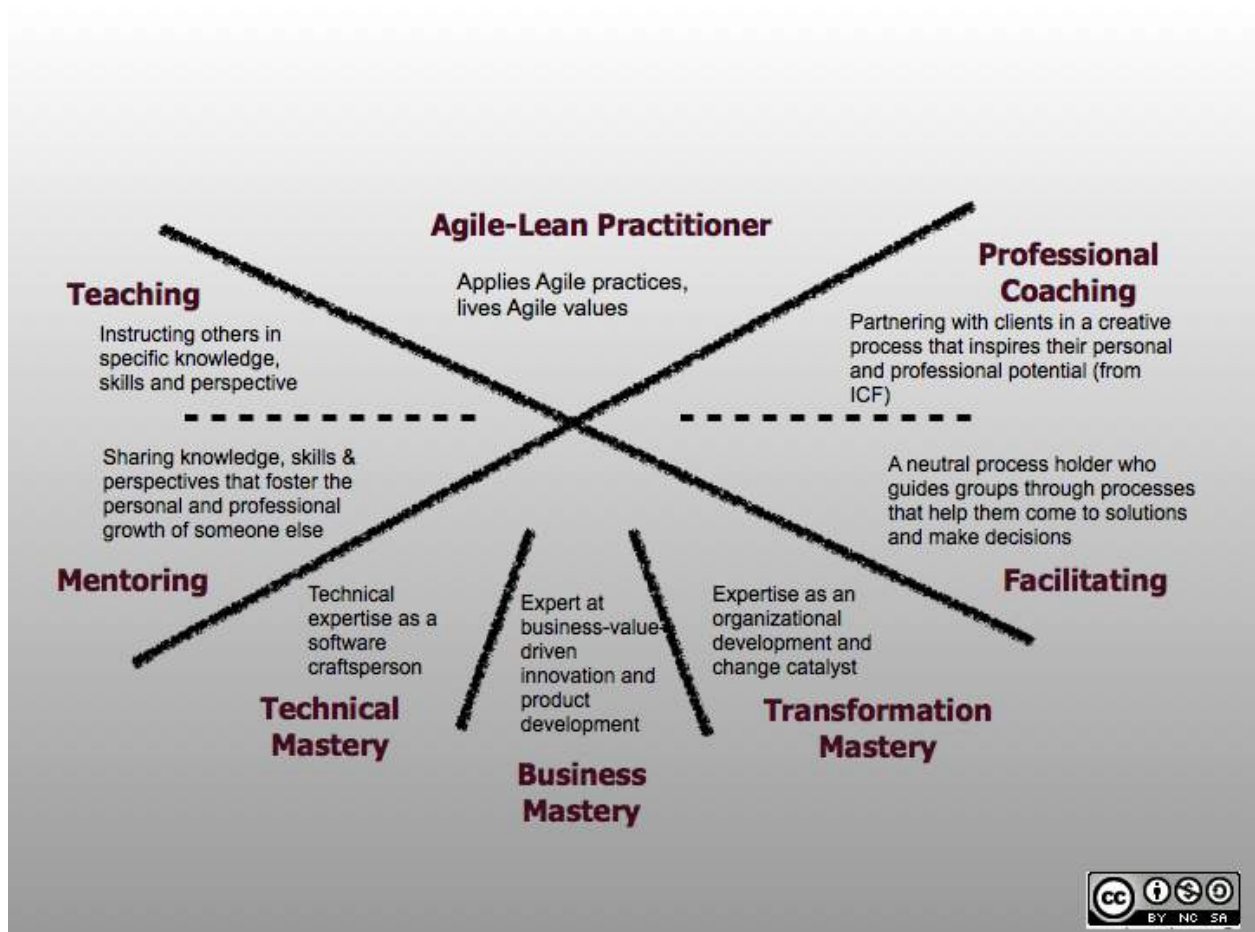 Agile-Lean Practitioner
Applies Agile practices,
lives Agile values
Teaching
Instructing others in
specific knowledge,
skills and perspective
Professional
Coaching
Partnering with clients in a creative
process that inspires their personal
and professional potential (from
ICF)
Sharing knowledge, skills &
perspectives that foster the
personal and professional
growth of someone else
Mentoring
A neutral process holder who
guides groups through processes
that help them come to solutions
and make decisions
Facilitating
Technical
expertise as a
software
craftsperson
Technical
Mastery
Expert at
business-value-
driven
innovation and
product
development
Business
Mastery
Expertise as an
organizational
development and
change catalyst
Transformation
Mastery
cc
BY NC SA